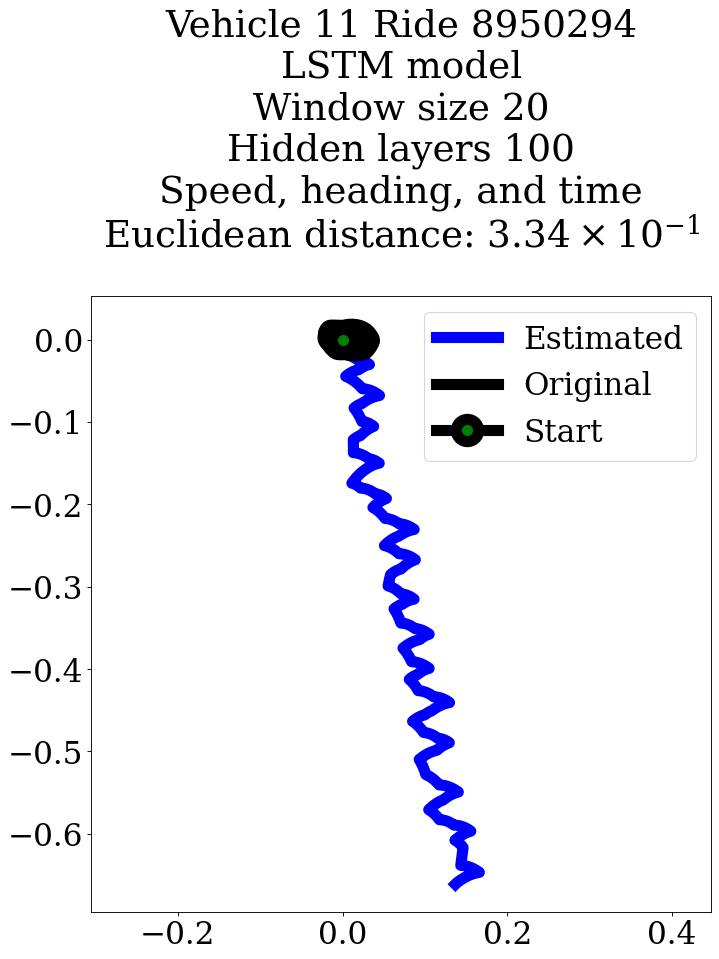 Vehicle 11 Ride 8950294
LSTM model
Window size 20
Hidden layers 100
Speed, heading, and time
Euclidean distance: 3.34 × 10⁻¹
Estimated
Original
Start
0.0
−0.1
−0.2
−0.3
−0.4
−0.5
−0.6
−0.2 0.0 0.2 0.4